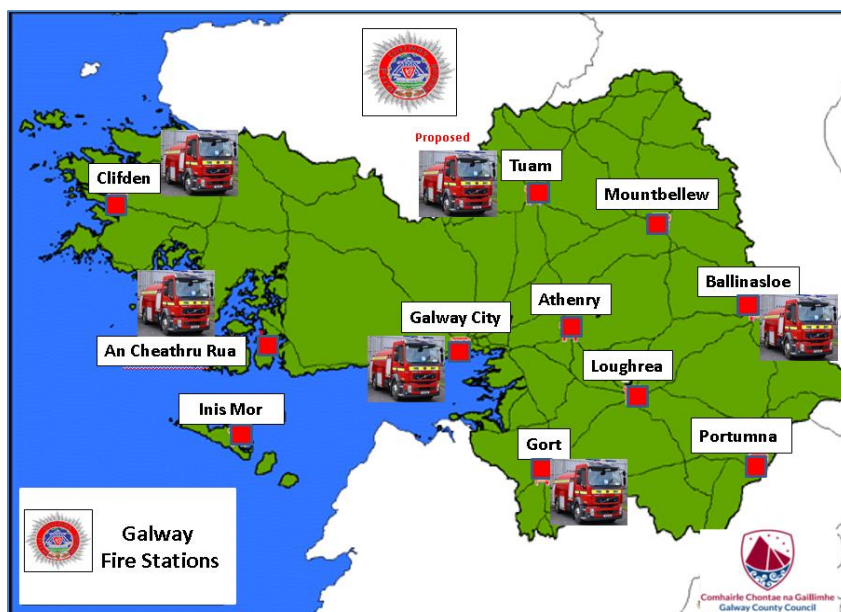 Proposed
Tuam
Clifden
Mountbellew
Ballinasloe
Athenry
Galway City
An Cheathru Rua
Loughrea
Inis Mor
Gort
Portumna
Galway
Fire Stations
Comhairle Chontae na Gaillimhe
Galway County Council